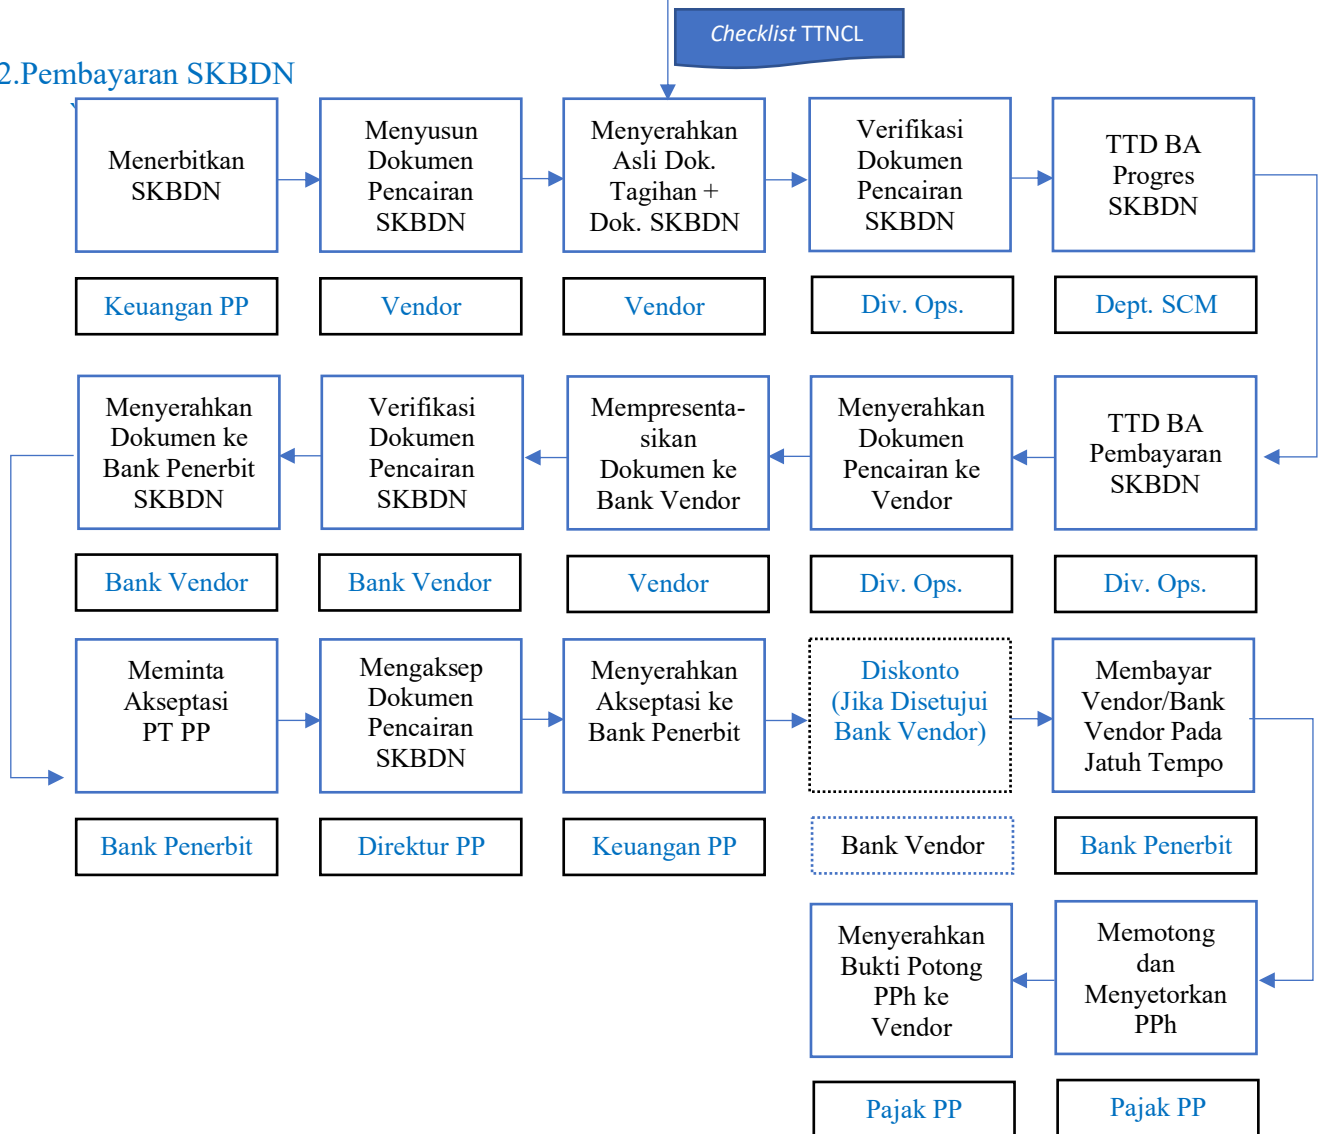 Checklist TTNCL
2.Pembayaran SKBDN
Menerbitkan
SKBDN
Menyusun
Dokumen
Pencairan
SKBDN
Menyerahkan
Asli Dok.
Tagihan +
Dok. SKBDN
Verifikasi
Dokumen
Pencairan
SKBDN
TTD BA
Progres
SKBDN
Keuangan PP
Vendor
Vendor
Div. Ops.
Dept. SCM
Menyerahkan
Dokumen ke
Bank Penerbit
SKBDN
Verifikasi
Dokumen
Pencairan
SKBDN
Mempresenta-
sikan
Dokumen ke
Bank Vendor
Menyerahkan
Dokumen
Pencairan ke
Vendor
TTD BA
Pembayaran
SKBDN
Bank Vendor
Bank Vendor
Vendor
Div. Ops.
Div. Ops.
Meminta
Akseptasi
PT PP
Mengaksep
Dokumen
Pencairan
SKBDN
Menyerahkan
Akseptasi ke
Bank Penerbit
Diskonto
(Jika Disetujui
Bank Vendor)
Membayar
Vendor/Bank
Vendor Pada
Jatuh Tempo
Bank Penerbit
Direktur PP
Keuangan PP
Bank Vendor
Bank Penerbit
Menyerahkan
Bukti Potong
PPh ke
Vendor
Memotong
dan
Menyetorkan
PPh
Pajak PP
Pajak PP